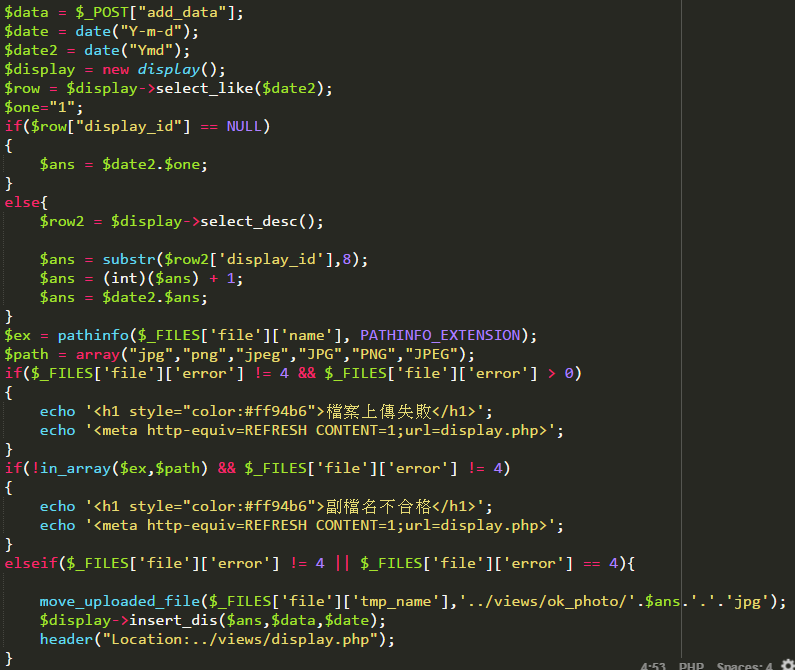 $data = $_POST["add_data"];
$date = date("Y-m-d");
$date2 = date("Ymd");
$display = new display();
$row = $display->select_like($date2);
$one="1";
if($row["display_id"] == NULL)
{
    $ans = $date2.$one;
}
else{
    $row2 = $display->select_desc();

    $ans = substr($row2['display_id'],8);
    $ans = (int)($ans) + 1;
    $ans = $date2.$ans;
}
$ex = pathinfo($_FILES['file']['name'], PATHINFO_EXTENSION);
$path = array("jpg","png","jpeg","JPG","PNG","JPEG");
if($_FILES['file']['error'] != 4 && $_FILES['file']['error'] > 0)
{
    echo '<h1 style="color:#ff94b6">檔案上傳失敗</h1>';
    echo '<meta http-equiv=REFRESH CONTENT=1;url=display.php>';
}
if(!in_array($ex,$path) && $_FILES['file']['error'] != 4)
{
    echo '<h1 style="color:#ff94b6">副檔名不合格</h1>';
    echo '<meta http-equiv=REFRESH CONTENT=1;url=display.php>';
}
elseif($_FILES['file']['error'] != 4 || $_FILES['file']['error'] == 4){

    move_uploaded_file($_FILES['file']['tmp_name'],'../views/ok_photo/'.$ans.'.'.'jpg');
    $display->insert_dis($ans,$data,$date);
    header("Location:../views/display.php");
}
4:53 PHP Spaces: 4